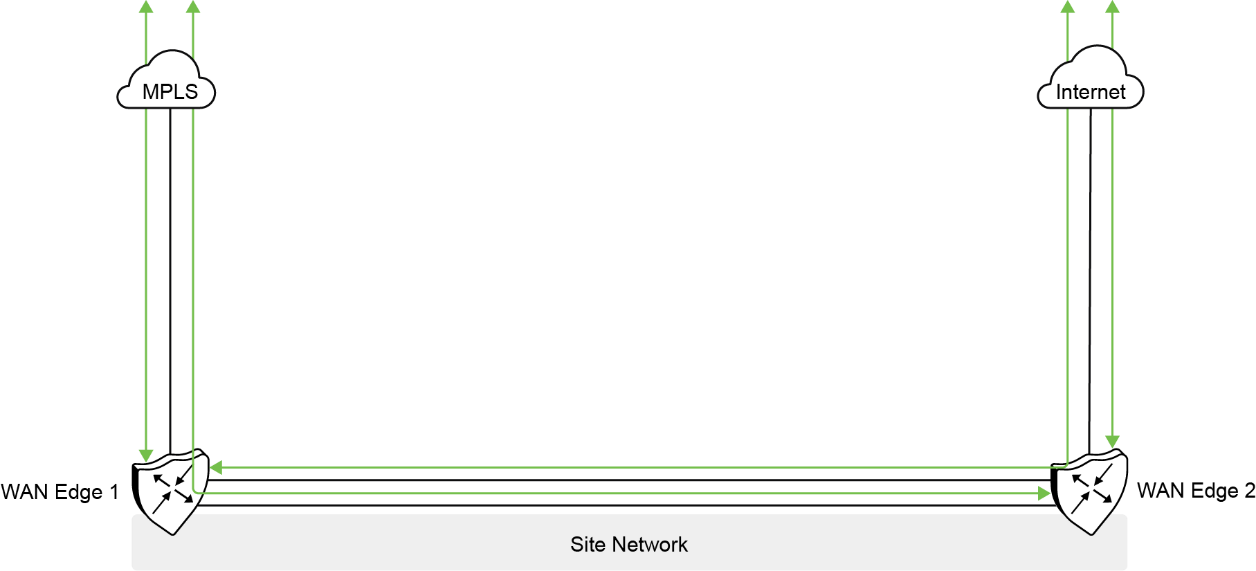 MPLS
Internet
WAN Edge 1
WAN Edge 2
Site Network